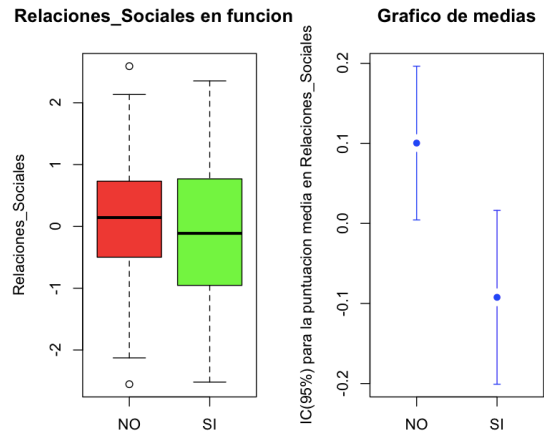 Relaciones_Sociales en funcion
Relaciones_Sociales
2
1
0
-1
-2
NO SI
Grafico de medias
IC(95%) para la puntuacion media en Relaciones_Sociales
0.2
0.1
0.0
-0.1
-0.2
NO SI